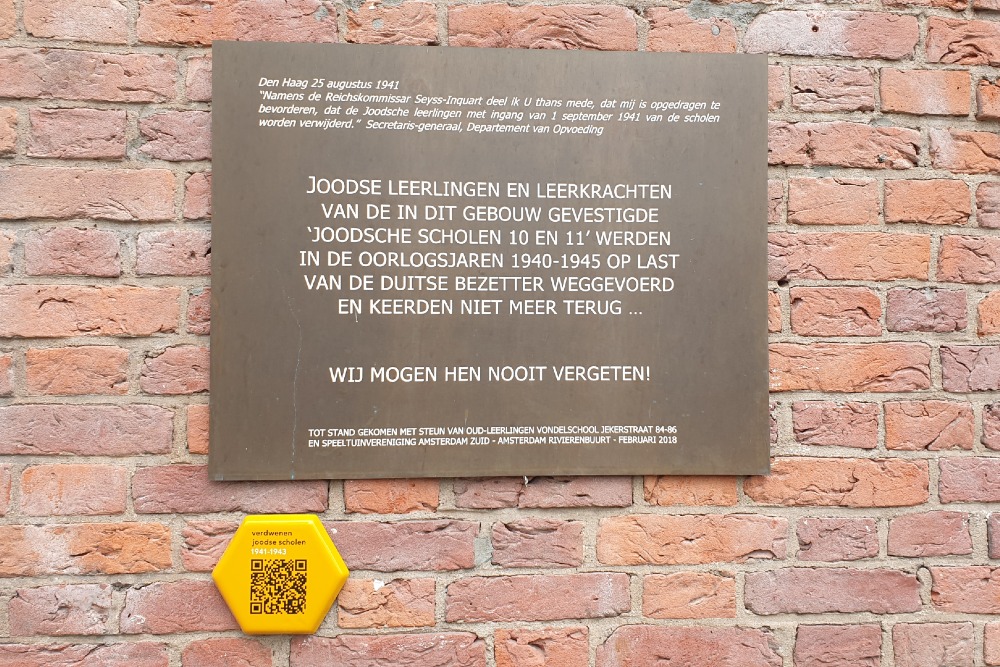 Den Haag 25 augustus 1941
"Namens de Reichskommissar Seyss-Inquart deel ik U thans mede, dat mij is opgedragen te
bevorderen, dat de Joodsche leerlingen met ingang van 1 september 1941 van de scholen
worden verwijderd." Secretaris-generaal, Departement van Opvoeding
JOODSE LEERLINGEN EN LEERKRACHTEN
VAN DE IN DIT GEBOUW GEVESTIGDE
'JOODSCHE SCHOLEN 10 EN 11' WERDEN
IN DE OORLOGSJAREN 1940-1945 OP LAST
VAN DE DUITSE BEZETTER WEGGEVOERD
EN KEERDEN NIET MEER TERUG ...
WIJ MOGEN HEN NOOIT VERGETEN!
TOT STAND GEKOMEN MET STEUN VAN OUD-LEERLINGEN VONDELSCHOOL JEKERSTRAAT 84-86
EN SPEELTUINVEREНIGING AMSTERDAM ZUID - AMSTERDAM RIVIERENBUURT - FEBRUARI 2018
verdwenen
joodse scholen
1941-1943